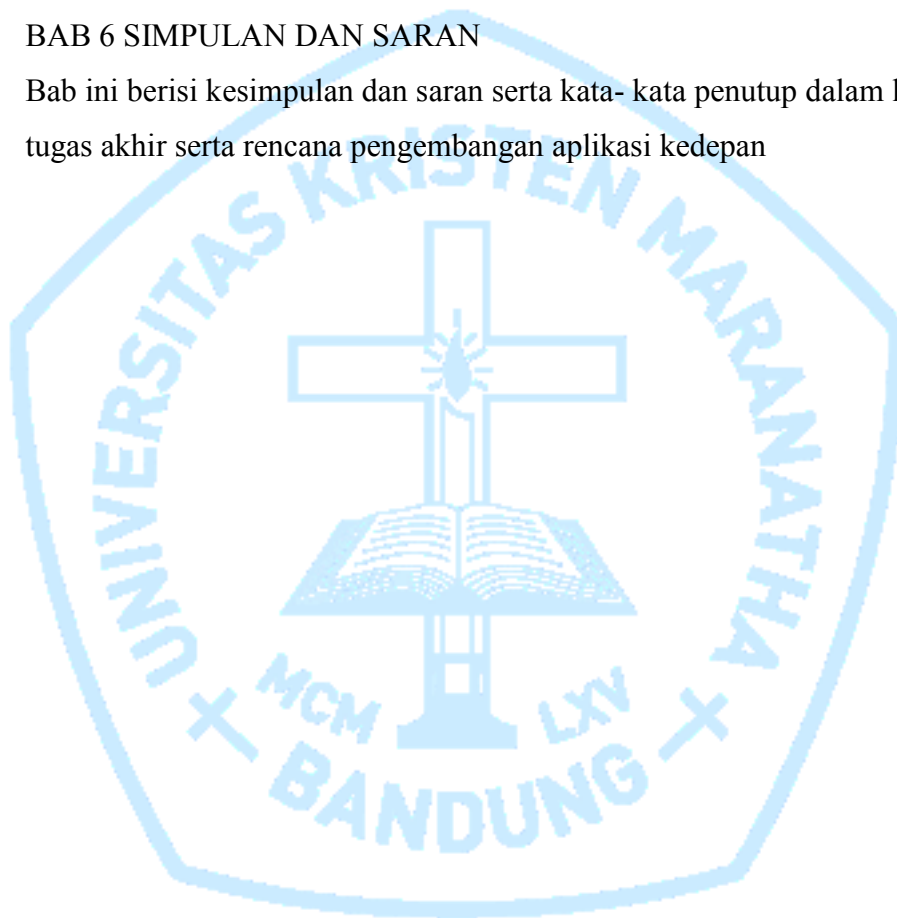 BAB 6 SIMPULAN DAN SARAN
Bab ini berisi kesimpulan dan saran serta kata- kata penutup dalam
tugas akhir serta rencana pengembangan aplikasi kedepan
UNIVERSITAS KRISTEN MARANATHA
MCM LXV
BANDUNG